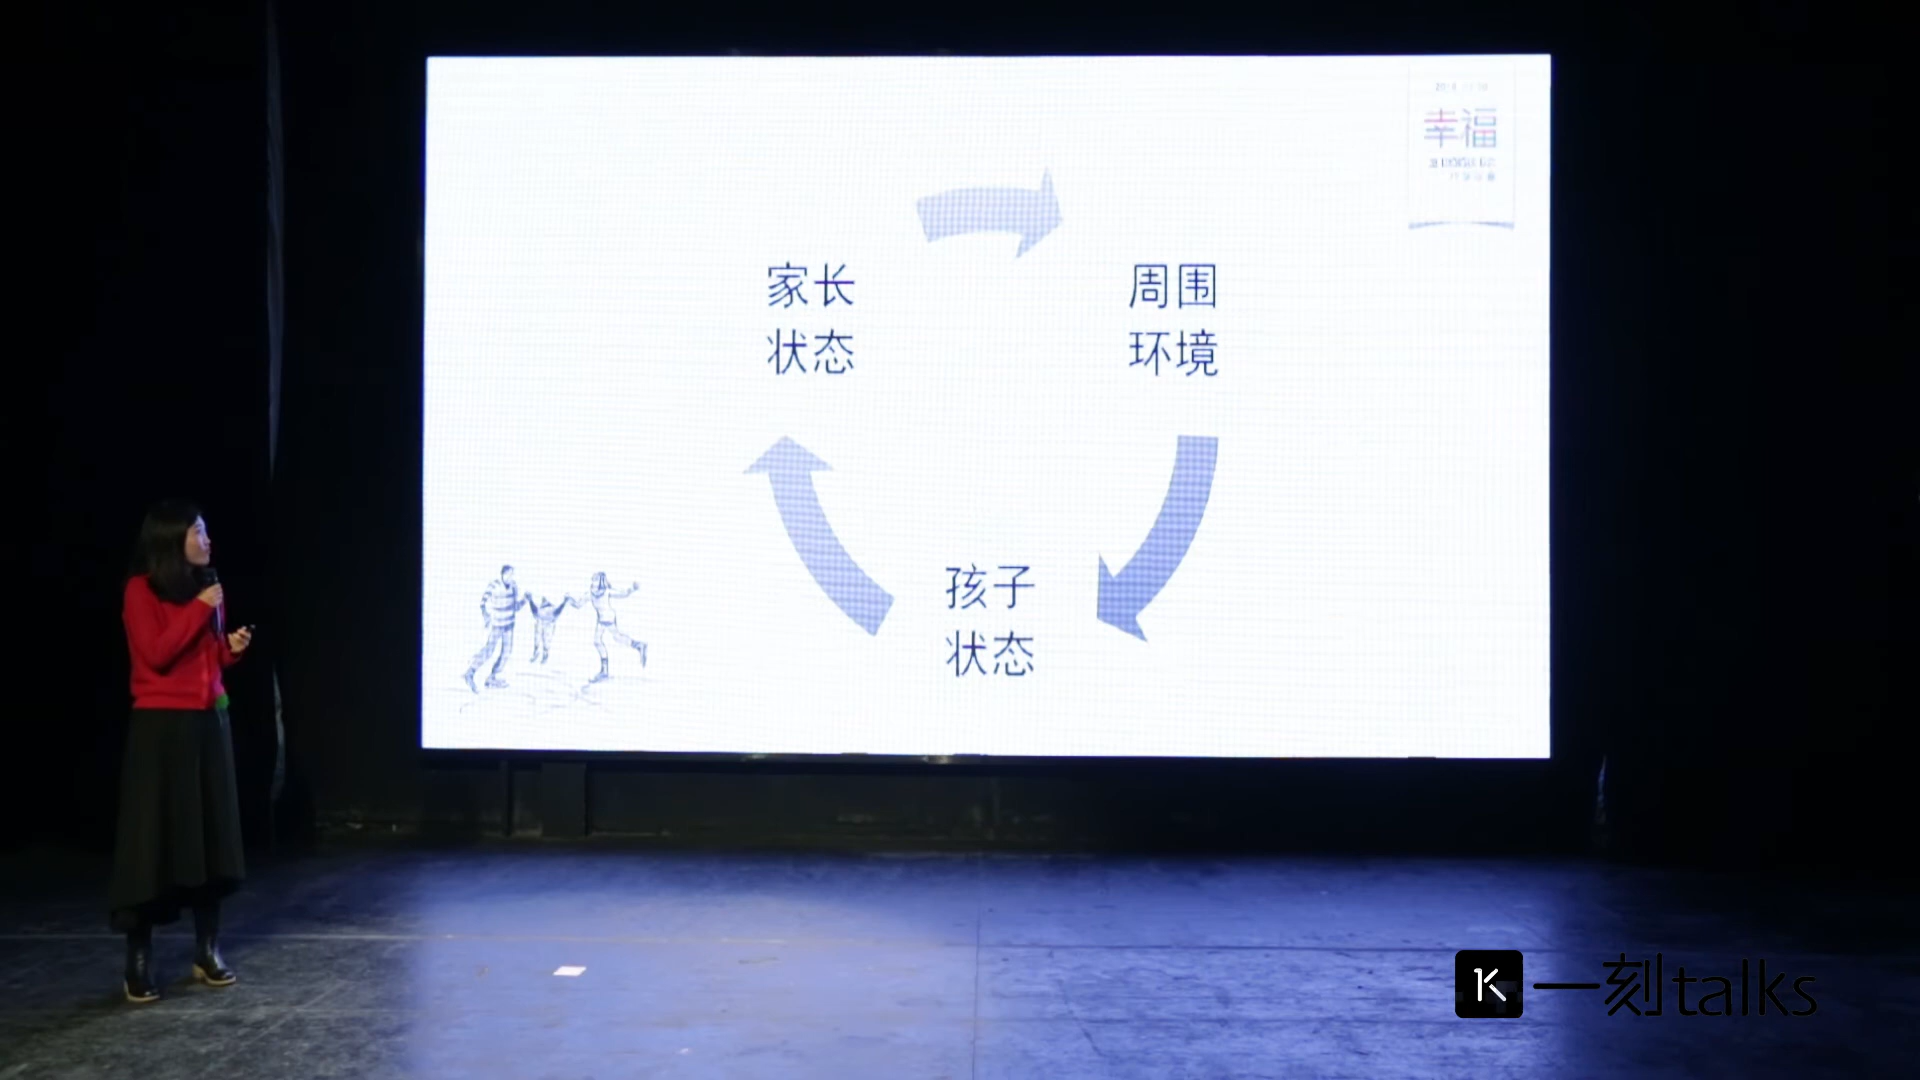 幸福
家长
状态
周围
环境
孩子
状态
一刻talks